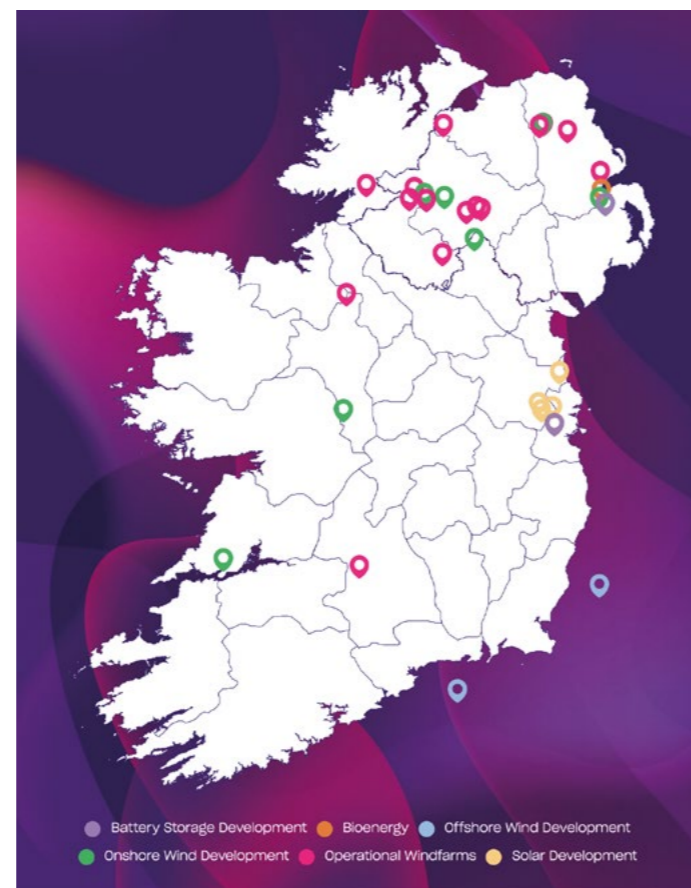 Battery Storage Development Bioenergy Offshore Wind Development
Onshore Wind Development Operational Windfarms Solar Development